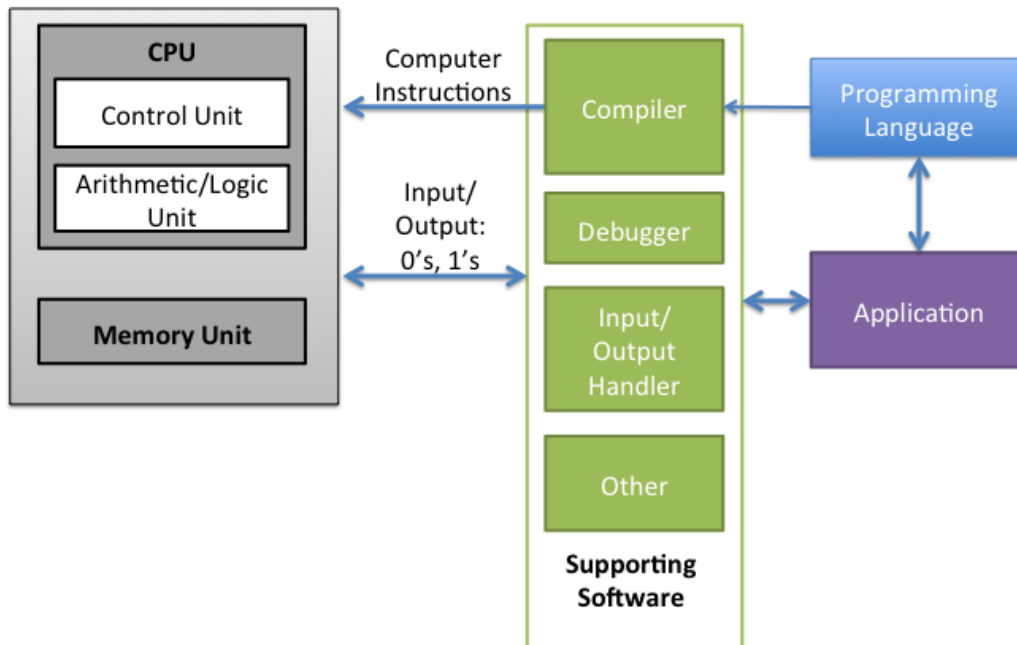 CPU
Control Unit
Arithmetic/Logic
Unit
Memory Unit
Computer
Instructions
Input/
Output:
0's, 1's
Compiler
Debugger
Input/
Output
Handler
Other
Supporting
Software
Programming
Language
Application